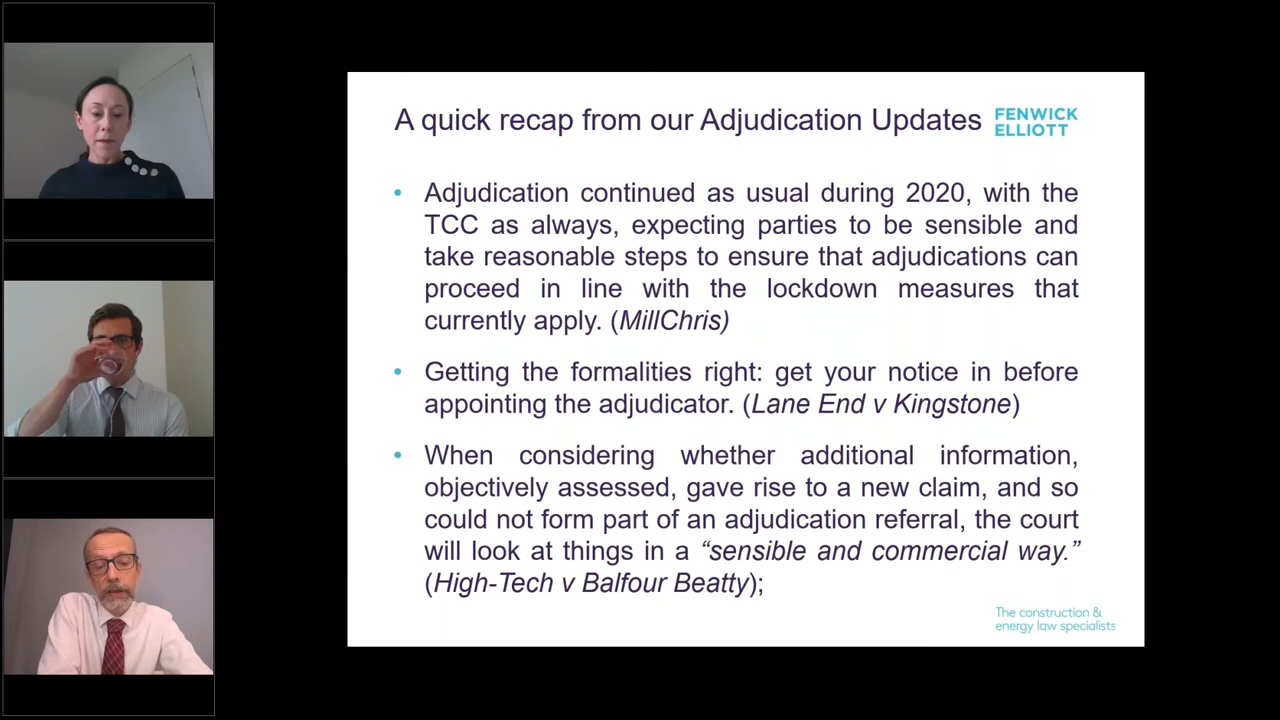 A quick recap from our Adjudication Updates
FENWICK
ELLIOTT
• Adjudication continued as usual during 2020, with the
TCC as always, expecting parties to be sensible and
take reasonable steps to ensure that adjudications can
proceed in line with the lockdown measures that
currently apply. (MillChris)
• Getting the formalities right: get your notice in before
appointing the adjudicator. (Lane End v Kingstone)
• When considering whether additional information,
objectively assessed, gave rise to a new claim, and so
could not form part of an adjudication referral, the court
will look at things in a “sensible and commercial way.”
(High-Tech v Balfour Beatty);
The construction &
energy law specialists